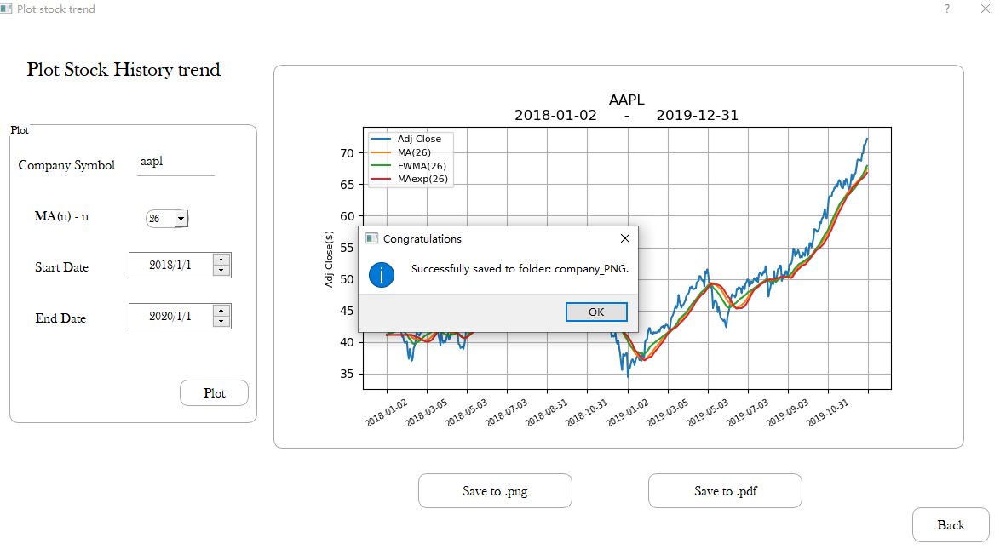 Plot stock trend
?
Plot Stock History trend
Plot
Company Symbol
aapl
MA(n) - n
26
Start Date
2018/1/1
End Date
2020/1/1
Plot
AAPL
2018-01-02 - 2019-12-31
Adj Close
MA(26)
EWMA(26)
MAexp(26)
Adj Close($)
70
65
60
55
50
45
40
35
2018-01-02
2018-03-05
2018-05-03
2018-07-03
2018-08-31
2018-10-31
2019-01-02
2019-03-05
2019-05-03
2019-07-03
2019-09-03
2019-10-31
Congratulations
Successfully saved to folder: company_PNG.
OK
Save to .png
Save to .pdf
Back